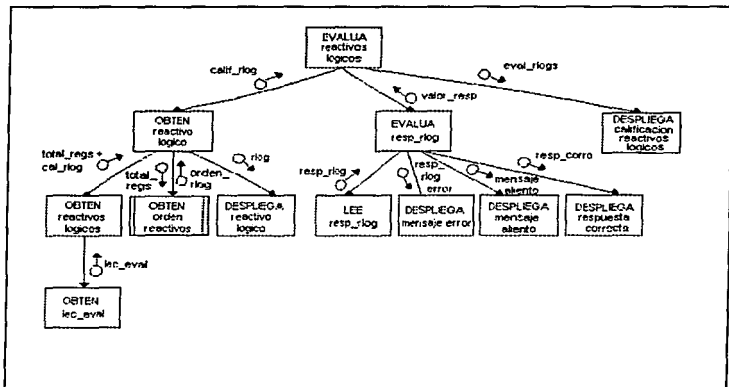 EVALUA
reactivos
lógicos
calif_rlog
eval_rlogs
valor_resp
OBTEN
reactivo
logico
EVALUA
resp_rlog
DESPLIEGA
calificacion
reactivos
logicos
total_regs +
cal_rlog
total_
regs
orden_
rlog
rlog
resp_rlog
resp_
rlog
error
mensaje
aliento
resp_corro
OBTEN
reactivos
logicos
OBTEN
orden
reactivos
DESPLIEGA
reactivo
logico
LEE
resp_rlog
DESPLIEGA
mensaje error
DESPLIEGA
mensaje
aliento
DESPLIEGA
respuesta
correcta
lec_eval
OBTEN
lec_eval